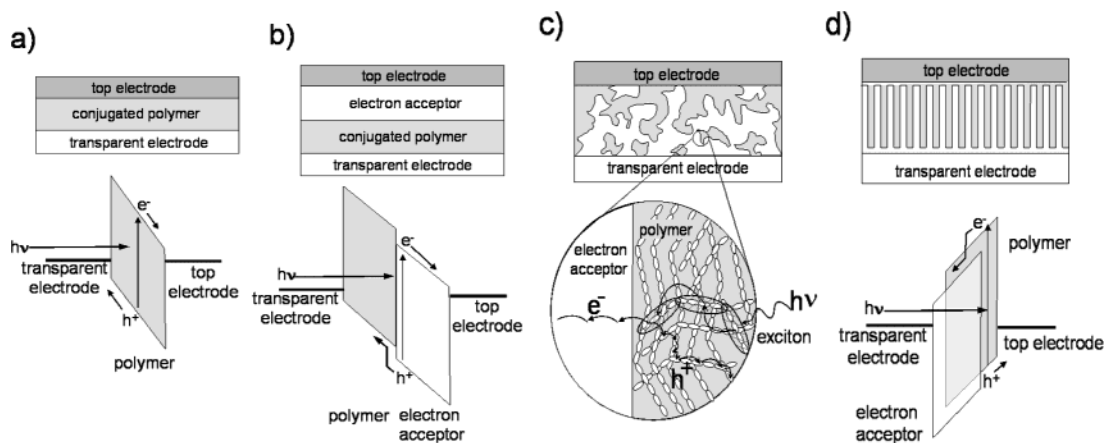 a)
top electrode
conjugated polymer
transparent electrode
e-
hν
transparent
electrode
top
electrode
h+
polymer
b)
top electrode
electron acceptor
conjugated polymer
transparent electrode
e-
hν
transparent
electrode
top
electrode
h+
polymer
electron
acceptor
c)
top electrode
transparent electrode
electron
acceptor
polymer
e-
hν
exciton
h+
d)
top electrode
transparent electrode
e-
polymer
hν
transparent
electrode
top electrode
h+
electron
acceptor